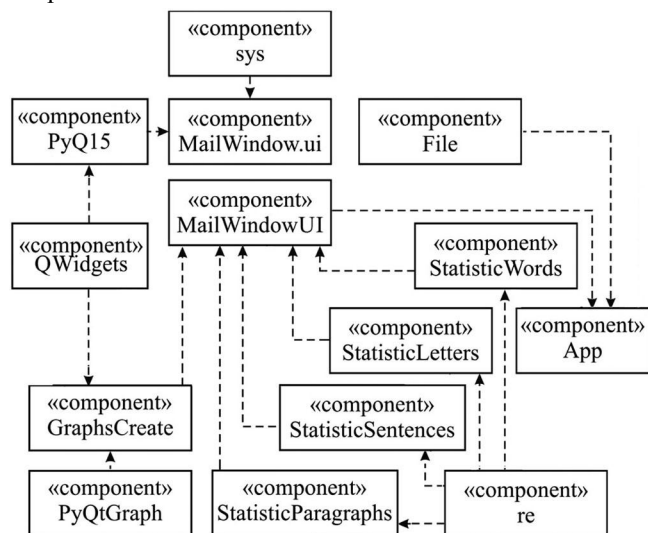 «component»
sys
«component»
PyQ15
«component»
MailWindow.ui
«component»
File
«component»
MailWindowUI
«component»
QWidgets
«component»
StatisticWords
«component»
StatisticLetters
«component»
App
«component»
GraphsCreate
«component»
StatisticSentences
«component»
PyQtGraph
«component»
StatisticParagraphs
«component»
re